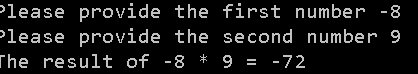 Please provide the first number -8
Please provide the second number 9
The result of -8 * 9 = -72